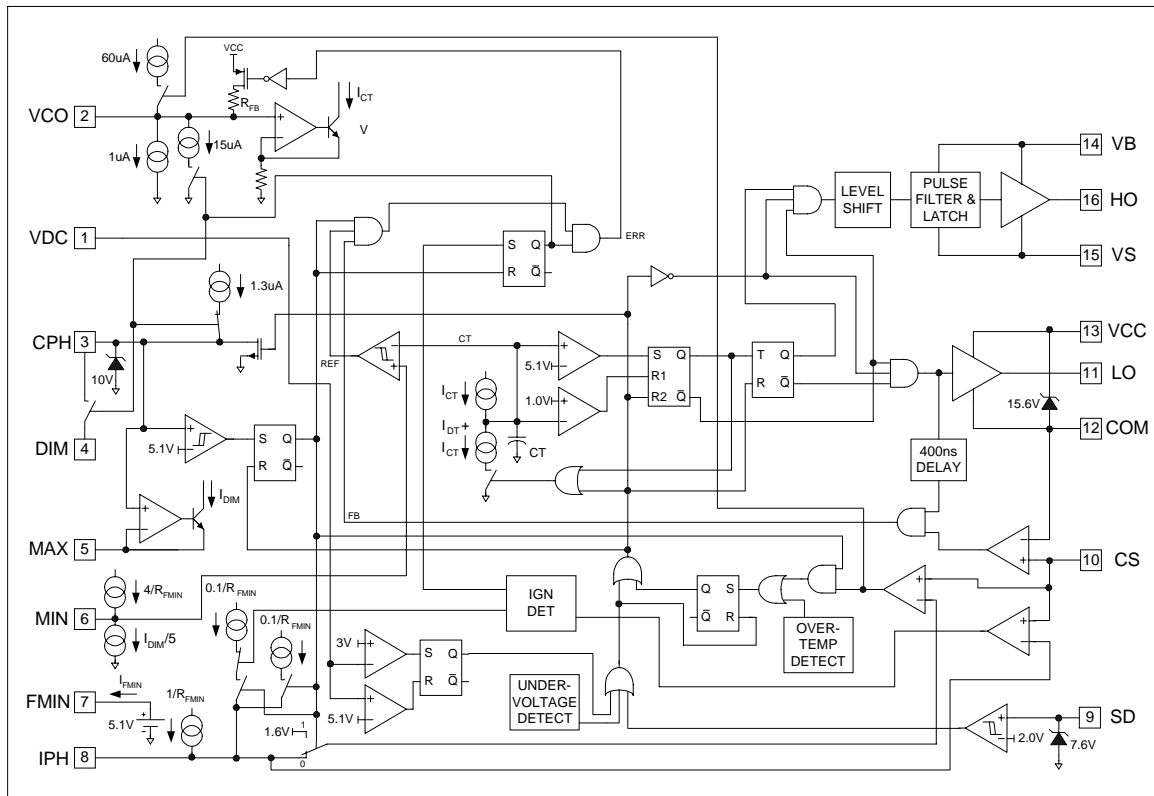 60uA
VCC
R_FB
I_CT
V
VCO
2
1uA
15uA
VDC
1
1.3uA
CPH
3
10V
DIM
4
5.1V
S
Q
R
Q̅
I_DIM
MAX
5
4/R_FMIN
MIN
6
I_DIM/5
0.1/R_FMIN
0.1/R_FMIN
I_FMIN
FMIN
7
5.1V
1/R_FMIN
1.6V
1
0
IPH
8
S
Q
R
Q̅
ERR
REF
CT
5.1V
1.0V
I_CT
I_DT +
I_CT
CT
S
Q
R1
R2
Q̅
T
Q
R
Q̅
FB
IGN
DET
Q
S
Q̅
R
OVER-
TEMP
DETECT
3V
5.1V
S
Q
R
Q̅
UNDER-
VOLTAGE
DETECT
LEVEL
SHIFT
PULSE
FILTER &
LATCH
400ns
DELAY
15.6V
2.0V
7.6V
14
VB
16
HO
15
VS
13
VCC
11
LO
12
COM
10
CS
9
SD